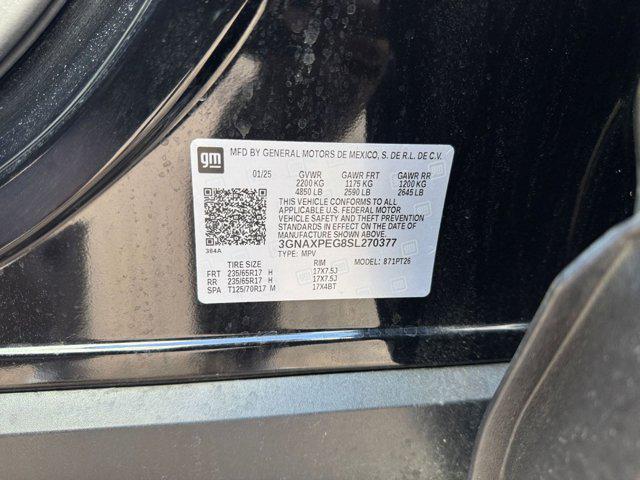 gm MFD BY GENERAL MOTORS DE MEXICO, S. DE R.L. DE C.V.
01/25 GVWR GAWR FRT GAWR RR
2200 KG 1175 KG 1200 KG
4850 LB 2590 LB 2645 LB
THIS VEHICLE CONFORMS TO ALL
APPLICABLE U.S. FEDERAL MOTOR
VEHICLE SAFETY AND THEFT
PREVENTION STANDARDS IN EFFECT ON
THE DATE OF MANUFACTURE SHOWN ABOVE.
3GNAXPEG8SL270377
384A TYPE: MPV MODEL: 871PT26
TIRE SIZE RIM
FRT 235/65R17 H 17X7.5J
RR 235/65R17 H 17X7.5J
SPA T125/70R17 M 17X4BT